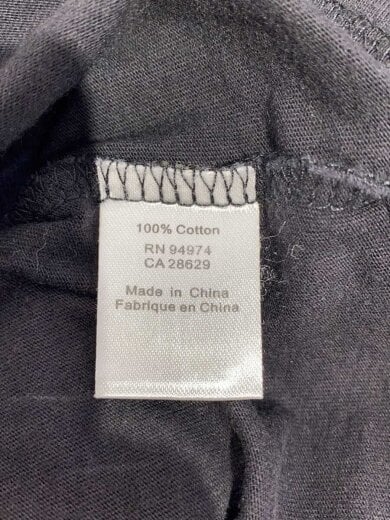 100% Cotton
RN 94974
CA 28629
Made in China
Fabrique en China